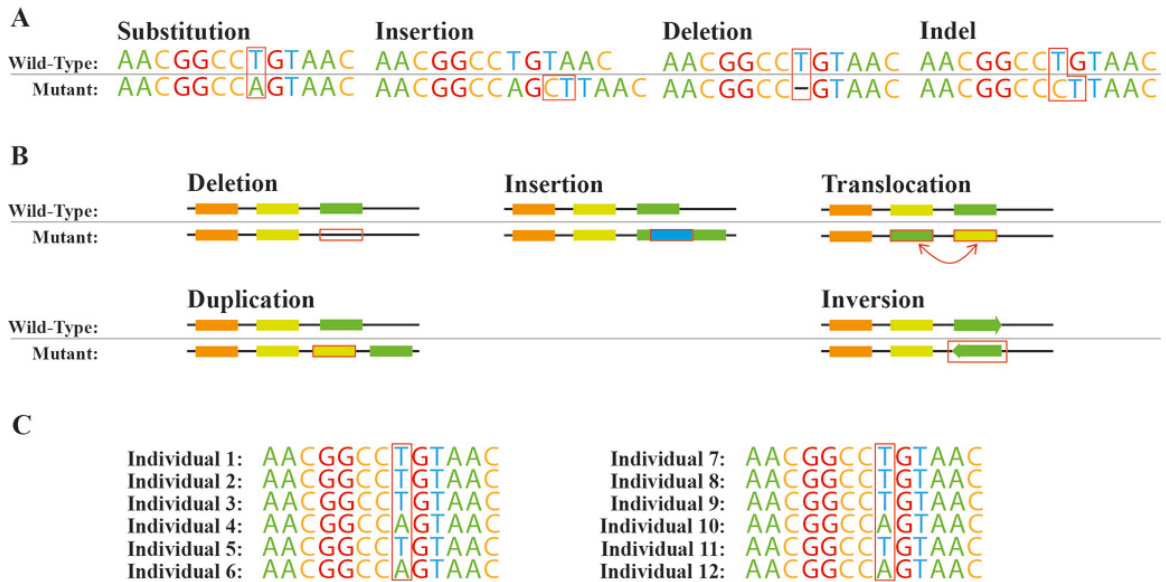 A
Substitution Insertion Deletion Indel
Wild-Type: AACGGCCTGTAAC AACGGCCTGTAAC AACGGCCTGTAAC AACGGCCTGTAAC
Mutant: AACGGCCAGTAAC AACGGCCAGCTTAAC AACGGCC–GTAAC AACGGCCCTTAAC
B
Deletion Insertion Translocation
Wild-Type:
Mutant:
Duplication Inversion
Wild-Type:
Mutant:
C
Individual 1: AACGGCCTGTAAC Individual 7: AACGGCCTGTAAC
Individual 2: AACGGCCTGTAAC Individual 8: AACGGCCTGTAAC
Individual 3: AACGGCCTGTAAC Individual 9: AACGGCCTGTAAC
Individual 4: AACGGCCAGTAAC Individual 10: AACGGCCAGTAAC
Individual 5: AACGGCCTGTAAC Individual 11: AACGGCCTGTAAC
Individual 6: AACGGCCAGTAAC Individual 12: AACGGCCAGTAAC